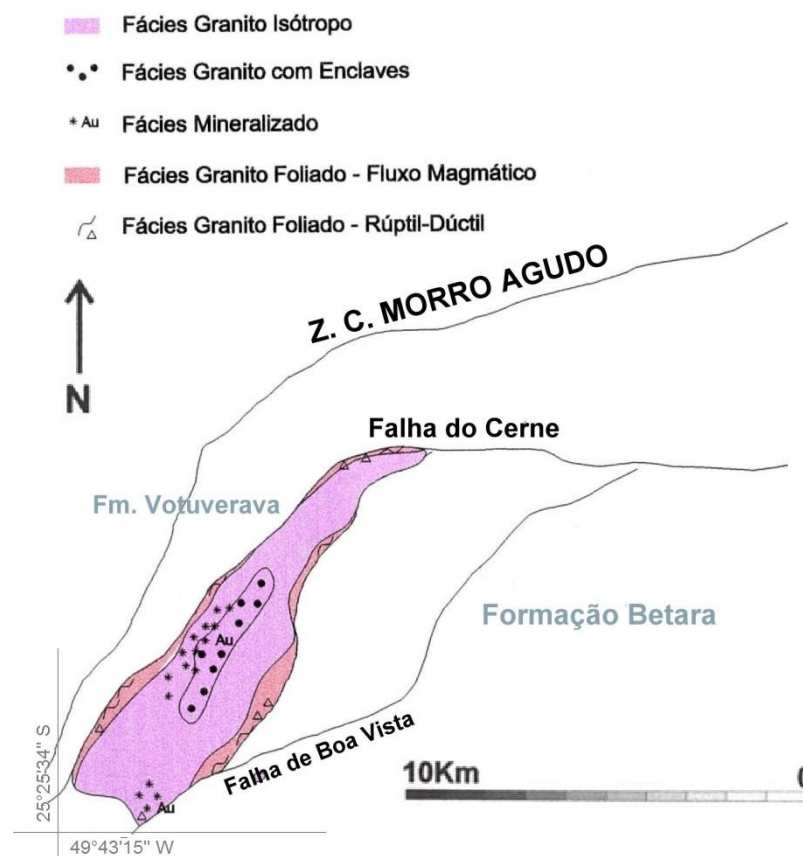 Fácies Granito Isótropo
Fácies Granito com Enclaves
* Au Fácies Mineralizado
Fácies Granito Foliado - Fluxo Magmático
Fácies Granito Foliado - Rúptil-Dúctil
N
Z. C. MORRO AGUDO
Falha do Cerne
Fm. Votuverava
Formação Betara
Au
Falha de Boa Vista
10Km 0
25°25'34" S
Au
49°43'15" W